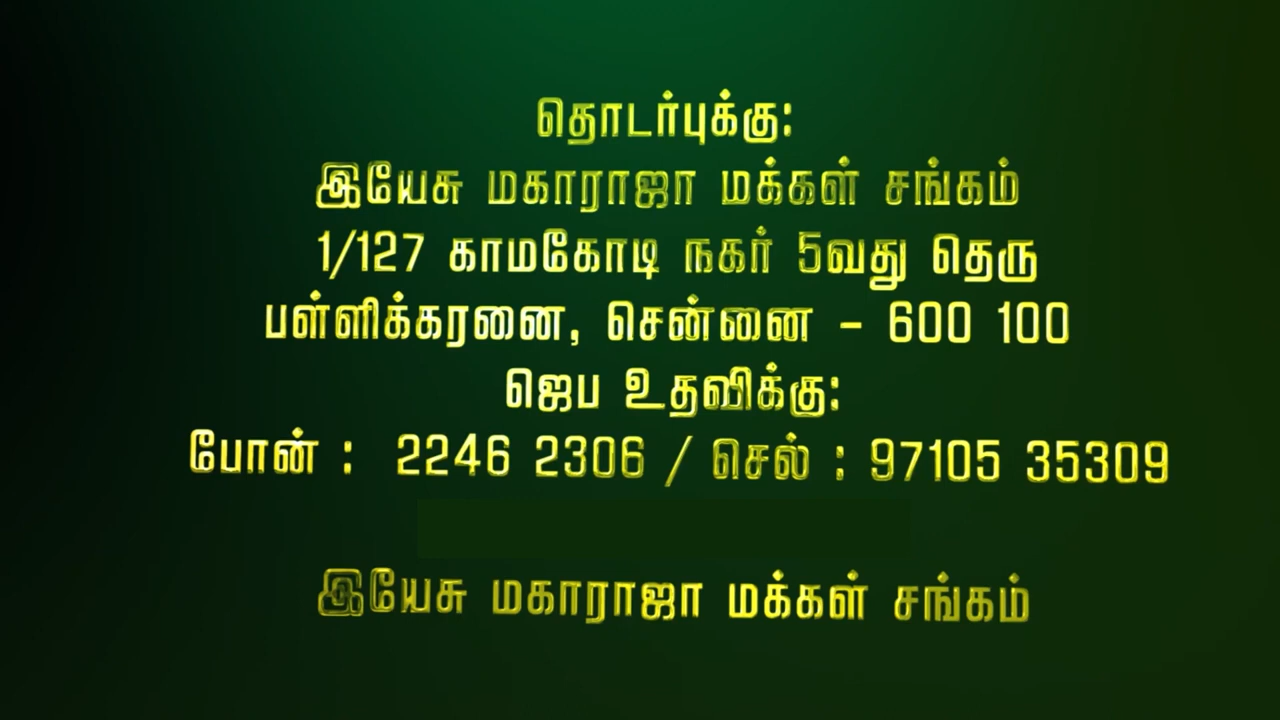 தொடர்புக்கு:
இயேசு மகாராஜா மக்கள் சங்கம்
1/127 காமகோடி நகர் 5வது தெரு
பள்ளிக்கரனை, சென்னை - 600 100
ஜெப உதவிக்கு:
போன் : 2246 2306 / செல் : 97105 35309
இயேசு மகாராஜா மக்கள் சங்கம்